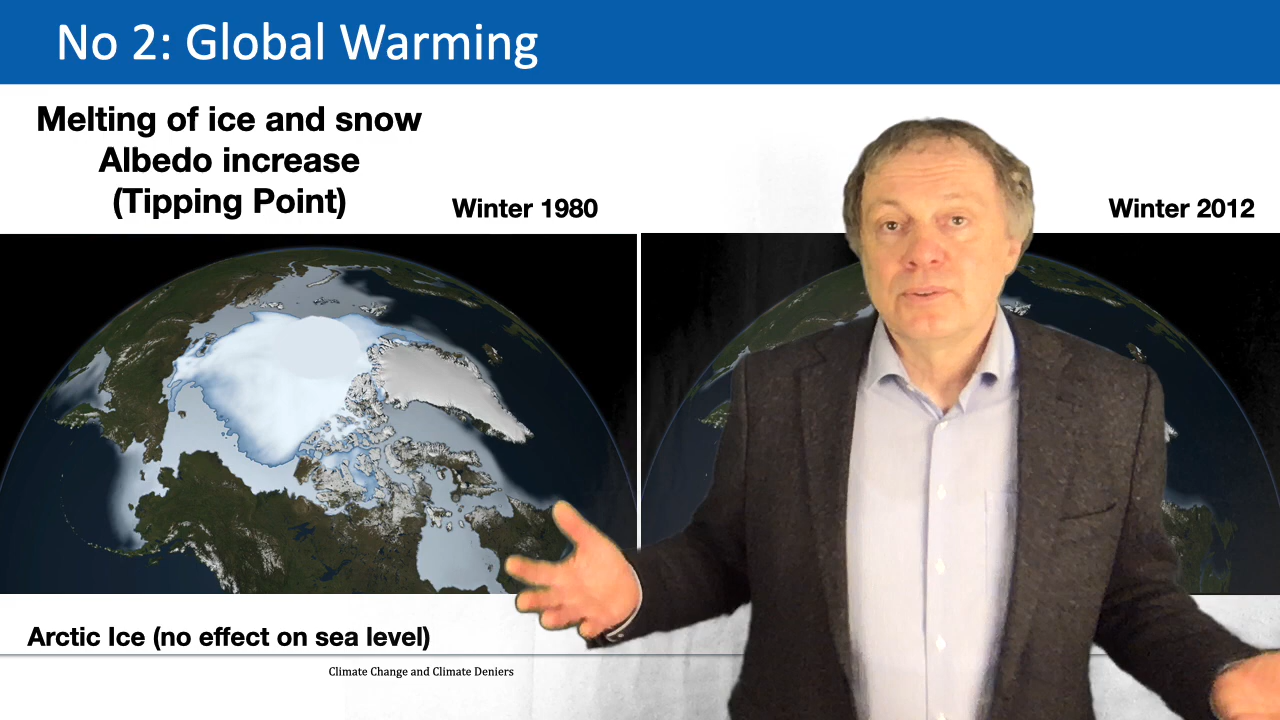 No 2: Global Warming
Melting of ice and snow
Albedo increase
(Tipping Point)
Winter 1980
Winter 2012
Arctic Ice (no effect on sea level)
Climate Change and Climate Deniers